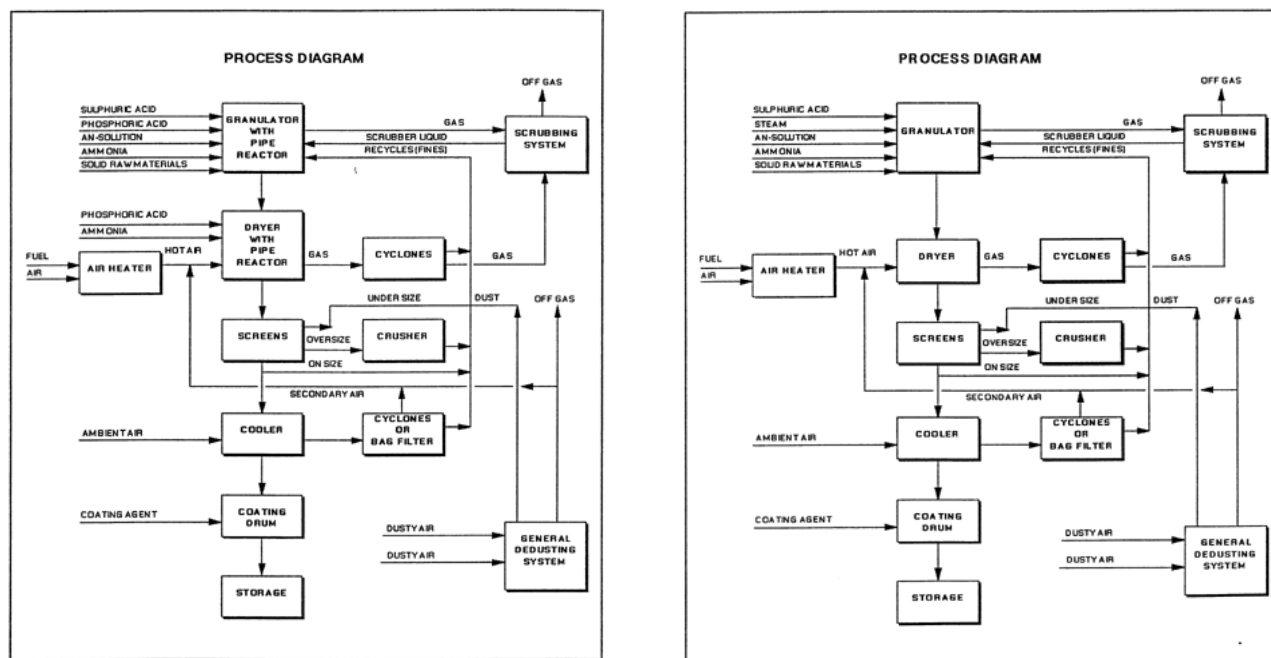 PROCESS DIAGRAM
OFF GAS
SULPHURIC ACID
PHOSPHORIC ACID
AN-SOLUTION
AMMONIA
SOLID RAW MATERIALS
GRANULATOR
WITH
PIPE
REACTOR
GAS
SCRUBBER LIQUID
RECYCLES (FINES)
SCRUBBING
SYSTEM
PHOSPHORIC ACID
AMMONIA
DRYER
WITH
PIPE
REACTOR
FUEL
AIR
AIR HEATER
HOT AIR
GAS
CYCLONES
GAS
UNDER SIZE
DUST
OFF GAS
SCREENS
OVERSIZE
CRUSHER
ON SIZE
SECONDARY AIR
AMBIENT AIR
COOLER
CYCLONES
OR
BAG FILTER
COATING AGENT
COATING
DRUM
DUSTY AIR
DUSTY AIR
GENERAL
DEDUSTING
SYSTEM
STORAGE
PROCESS DIAGRAM
OFF GAS
SULPHURIC ACID
STEAM
AN-SOLUTION
AMMONIA
SOLID RAW MATERIALS
GRANULATOR
GAS
SCRUBBER LIQUID
RECYCLES (FINES)
SCRUBBING
SYSTEM
FUEL
AIR
AIR HEATER
HOT AIR
DRYER
GAS
CYCLONES
GAS
UNDER SIZE
DUST
OFF GAS
SCREENS
OVERSIZE
CRUSHER
ON SIZE
SECONDARY AIR
AMBIENT AIR
COOLER
CYCLONES
OR
BAG FILTER
COATING AGENT
COATING
DRUM
DUSTY AIR
DUSTY AIR
GENERAL
DEDUSTING
SYSTEM
STORAGE